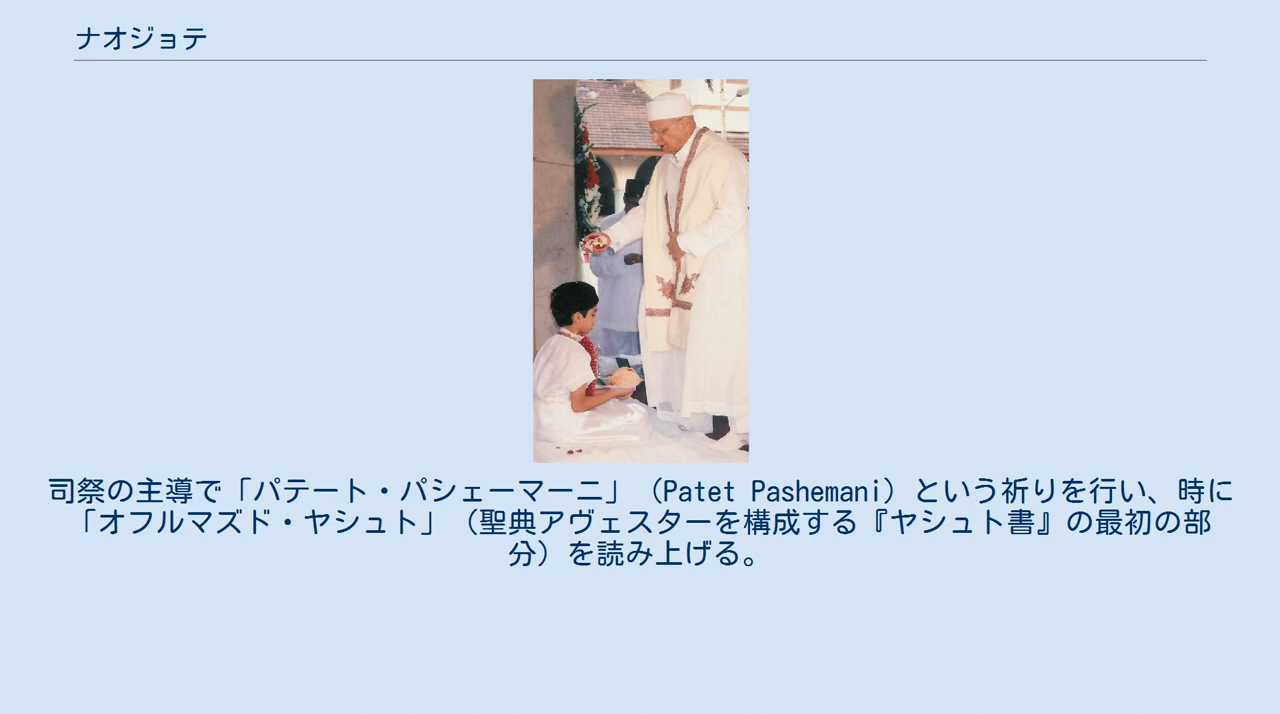 ナオジョテ
司祭の主導で「パテート・パシェーマーニ」（Patet Pashemani）という祈りを行い、時に
「オフルマズド・ヤシュト」（聖典アヴェスターを構成する『ヤシュト書』の最初の部
分）を読み上げる。